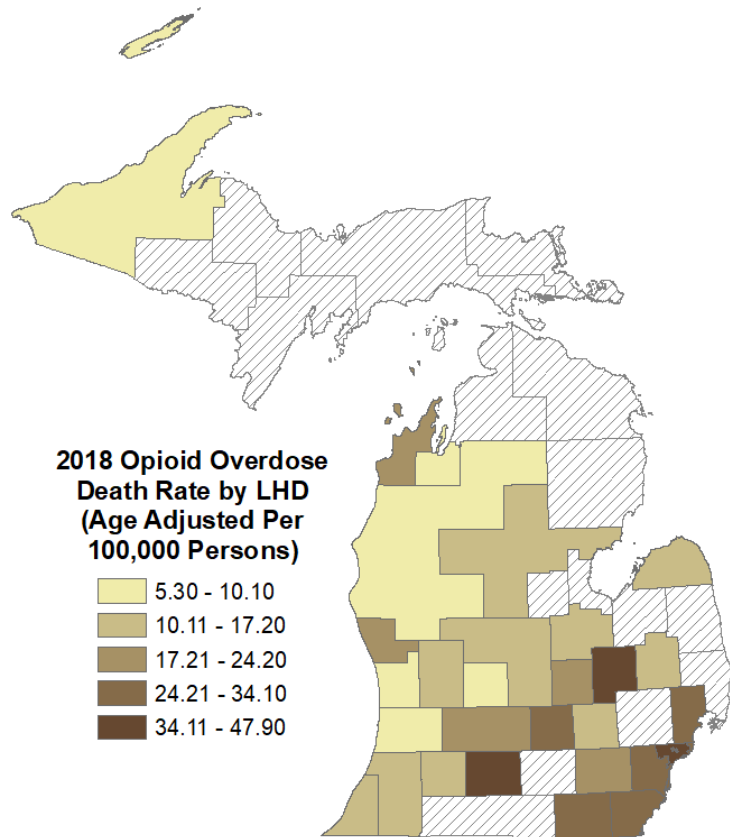 2018 Opioid Overdose
Death Rate by LHD
(Age Adjusted Per
100,000 Persons)
5.30 - 10.10
10.11 - 17.20
17.21 - 24.20
24.21 - 34.10
34.11 - 47.90